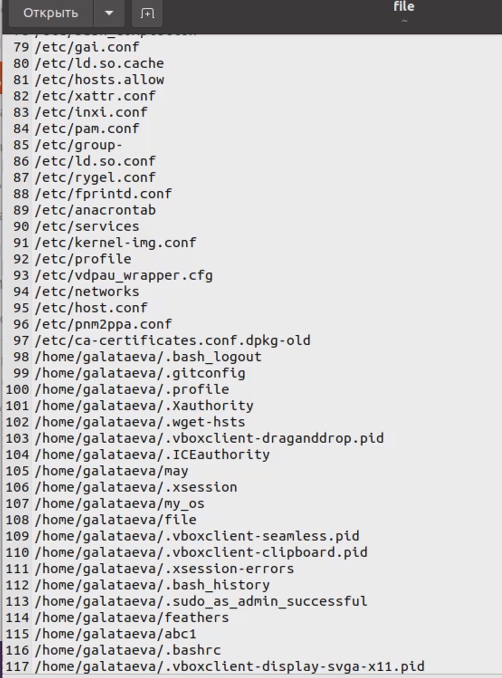 Открыть
file
~
79 /etc/gai.conf
80 /etc/ld.so.cache
81 /etc/hosts.allow
82 /etc/xattr.conf
83 /etc/inxi.conf
84 /etc/pam.conf
85 /etc/group-
86 /etc/ld.so.conf
87 /etc/rygel.conf
88 /etc/fprintd.conf
89 /etc/anacrontab
90 /etc/services
91 /etc/kernel-img.conf
92 /etc/profile
93 /etc/vdpau_wrapper.cfg
94 /etc/networks
95 /etc/host.conf
96 /etc/pnm2ppa.conf
97 /etc/ca-certificates.conf.dpkg-old
98 /home/galataeva/.bash_logout
99 /home/galataeva/.gitconfig
100 /home/galataeva/.profile
101 /home/galataeva/.Xauthority
102 /home/galataeva/.wget-hsts
103 /home/galataeva/.vboxclient-draganddrop.pid
104 /home/galataeva/.ICEauthority
105 /home/galataeva/may
106 /home/galataeva/.xsession
107 /home/galataeva/my_os
108 /home/galataeva/file
109 /home/galataeva/.vboxclient-seamless.pid
110 /home/galataeva/.vboxclient-clipboard.pid
111 /home/galataeva/.xsession-errors
112 /home/galataeva/.bash_history
113 /home/galataeva/.sudo_as_admin_successful
114 /home/galataeva/feathers
115 /home/galataeva/abc1
116 /home/galataeva/.bashrc
117 /home/galataeva/.vboxclient-display-svga-x11.pid